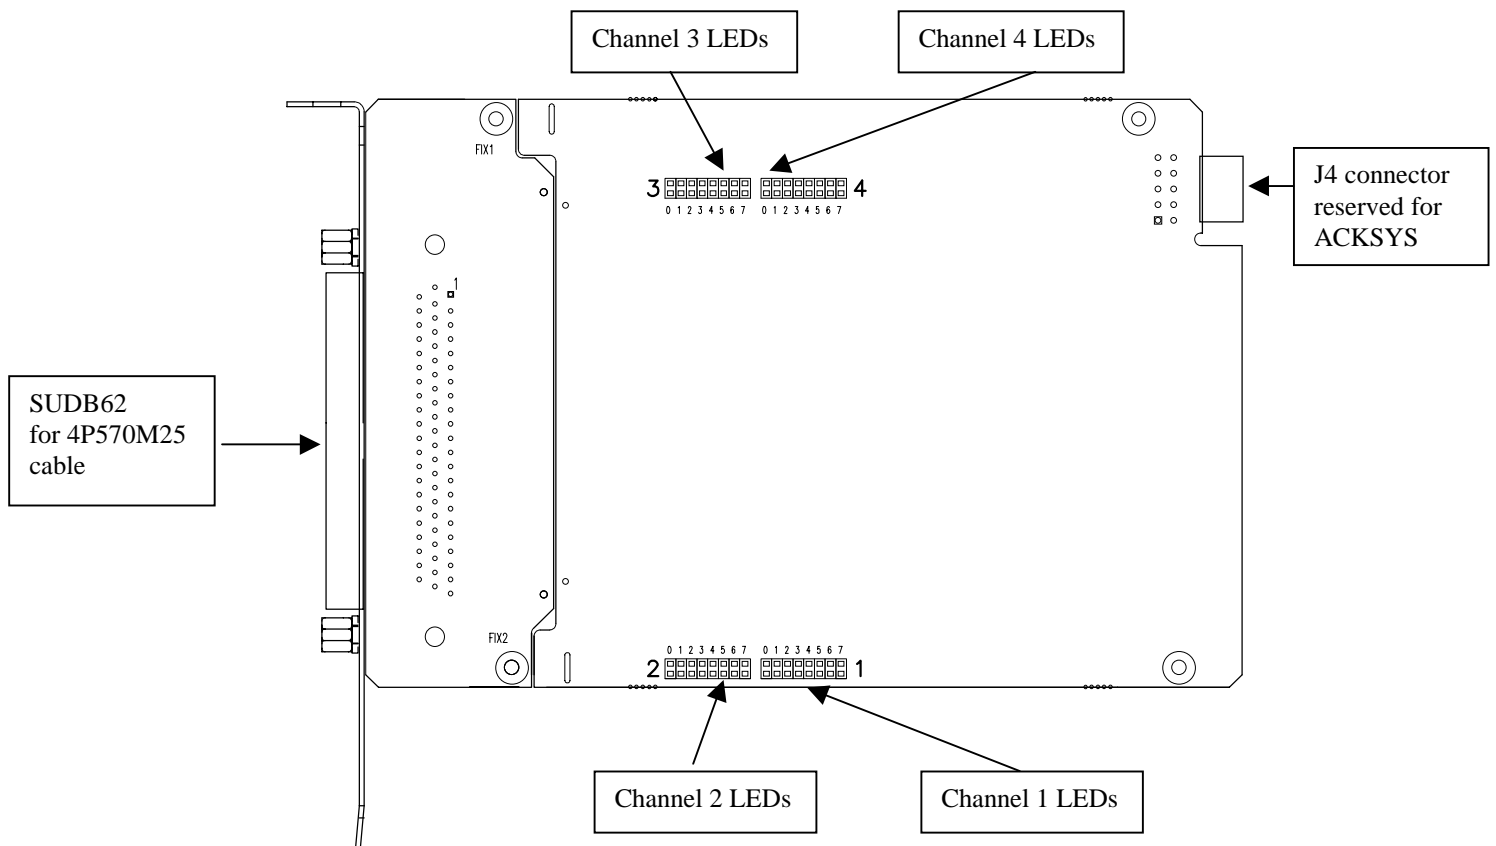 Channel 3 LEDs
Channel 4 LEDs
FIX1
3
4
0 1 2 3 4 5 6 7
0 1 2 3 4 5 6 7
J4 connector
reserved for
ACKSYS
1
SUDB62
for 4P570M25
cable
FIX2
0 1 2 3 4 5 6 7
0 1 2 3 4 5 6 7
2
1
Channel 2 LEDs
Channel 1 LEDs